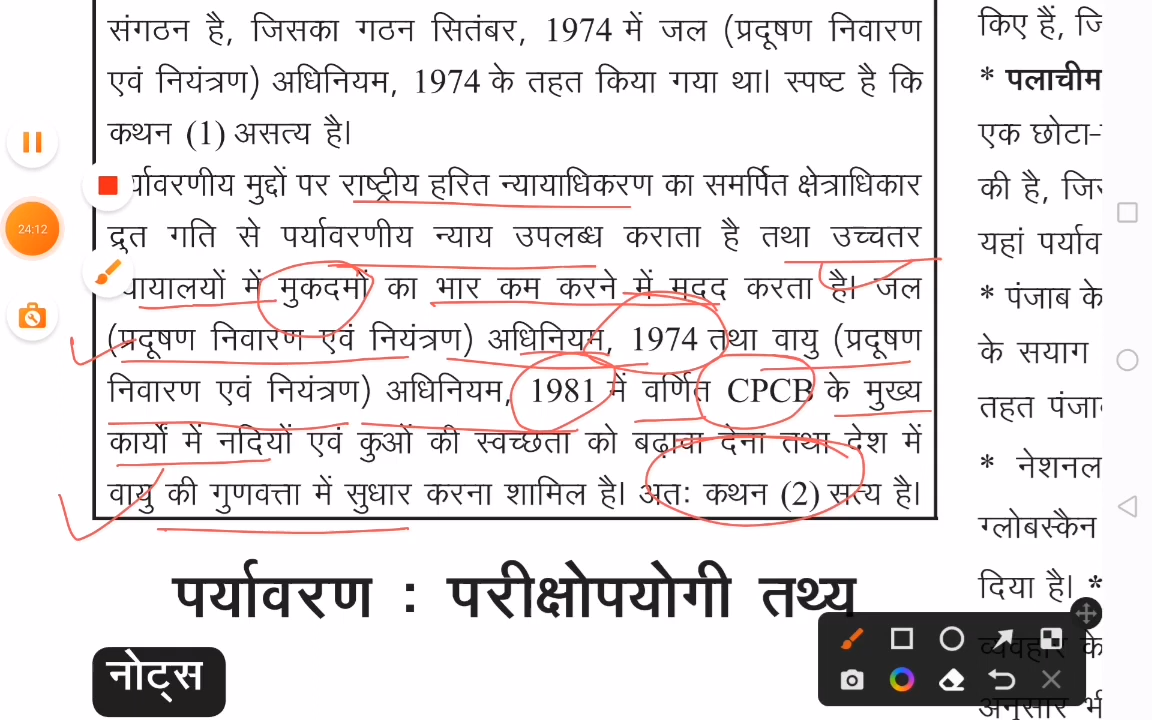 संगठन है, जिसका गठन सितंबर, 1974 में जल (प्रदूषण निवारण
एवं नियंत्रण) अधिनियम, 1974 के तहत किया गया था। स्पष्ट है कि
कथन (1) असत्य है।
र्यावरणीय मुद्दों पर राष्ट्रीय हरित न्यायाधिकरण का समर्पित क्षेत्राधिकार
द्रुत गति से पर्यावरणीय न्याय उपलब्ध कराता है तथा उच्चतर
यायालयों में मुकदमों का भार कम करने में मदद करता है। जल
(प्रदूषण निवारण एवं नियंत्रण) अधिनियम, 1974 तथा वायु (प्रदूषण
निवारण एवं नियंत्रण) अधिनियम, 1981 में वर्णित CPCB के मुख्य
कार्यों में नदियों एवं कुओं की स्वच्छता को बढ़ावा देना तथा देश में
वायु की गुणवत्ता में सुधार करना शामिल है। अतः कथन (2) सत्य है।
पर्यावरण : परीक्षोपयोगी तथ्य
नोट्स
किए हैं, जि
* पलाचीम
एक छोटा-
की है, जि
यहां पर्याव
* पंजाब के
के सयाग
तहत पंजा
* नेशनल
ग्लोबस्कैन
दिया है। *
व्यवहार के
अनुसार भ
24:12